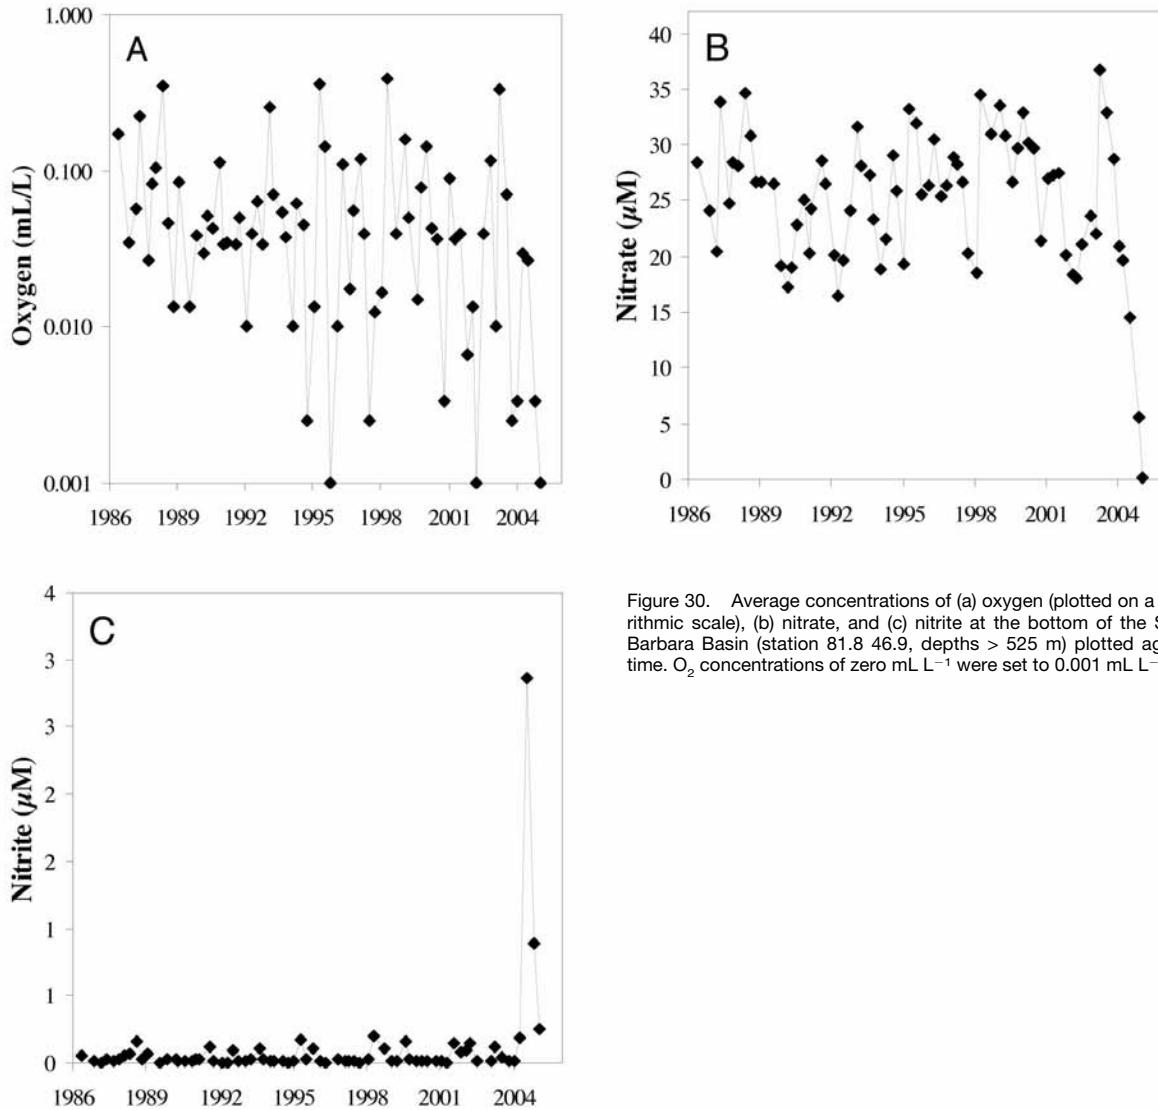 A
1.000
0.100
0.010
0.001
Oxygen (mL/L)
1986 1989 1992 1995 1998 2001 2004
B
40
35
30
25
20
15
10
5
0
Nitrate (µM)
1986 1989 1992 1995 1998 2001 2004
C
4
3
3
2
2
1
1
0
Nitrite (µM)
1986 1989 1992 1995 1998 2001 2004
Figure 30. Average concentrations of (a) oxygen (plotted on a
rithmic scale), (b) nitrate, and (c) nitrite at the bottom of the S
Barbara Basin (station 81.8 46.9, depths > 525 m) plotted ag
time. O₂ concentrations of zero mL L⁻¹ were set to 0.001 mL L⁻